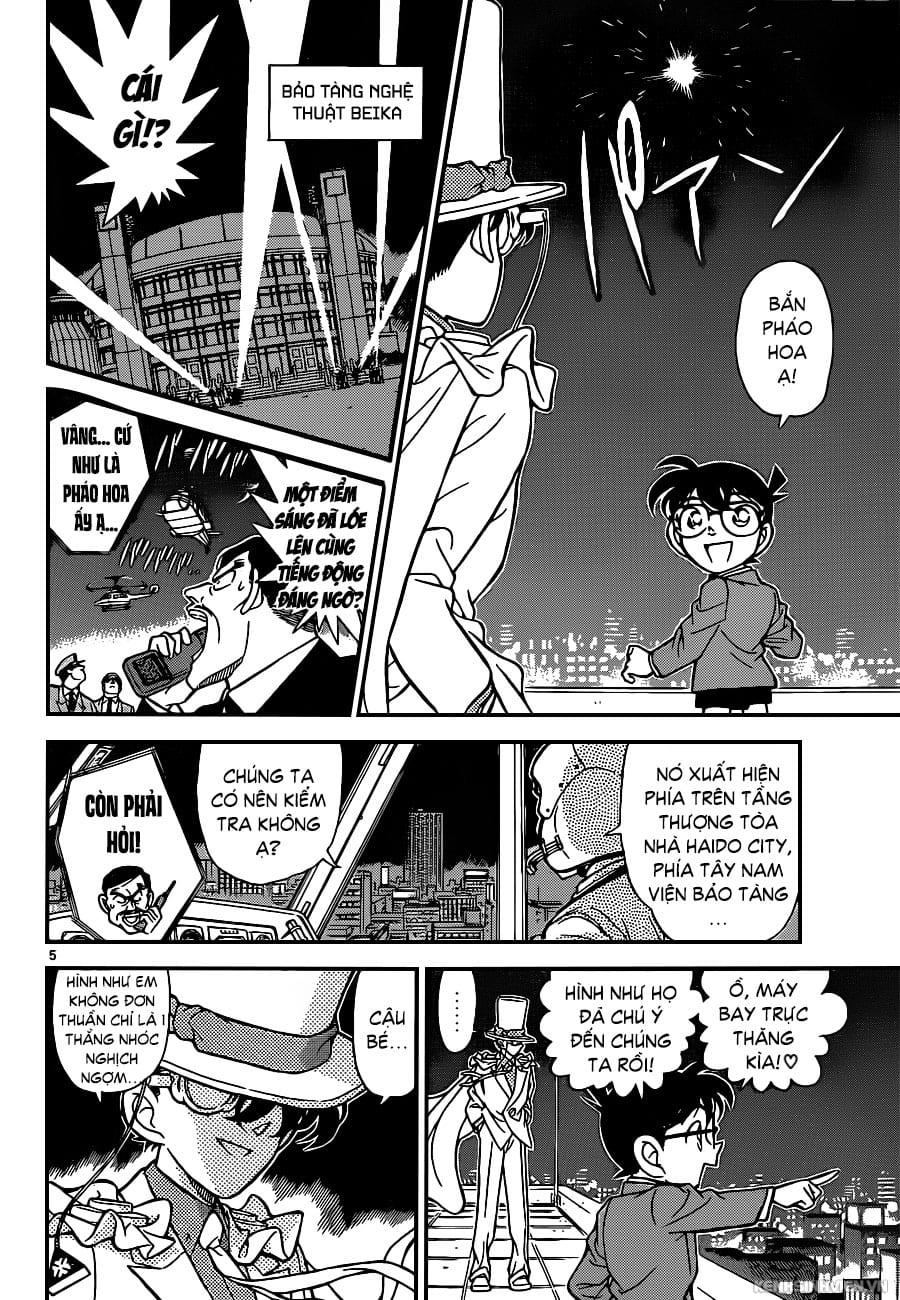 パァン
BẮN
PHÁO
HOA
Ạ!
BẢO TÀNG NGHỆ
THUẬT BEIKA
CÁI
GÌ!?
MỘT ĐIỂM
SÁNG ĐÃ LÓE
LÊN CÙNG
TIẾNG ĐỘNG
ĐÁNG NGỜ?
VÂNG... CỨ
NHƯ LÀ
PHÁO HOA
ẤY Ạ...
NÓ XUẤT HIỆN
PHÍA TRÊN TẦNG
THƯỢNG TÒA
NHÀ HAIDO CITY,
PHÍA TÂY NAM
VIỆN BẢO TÀNG
...
CHÚNG TA
CÓ NÊN KIỂM
TRA KHÔNG
Ạ?
CÒN PHẢI
HỎI!
5
Ồ, MÁY
BAY TRỰC
THĂNG
KÌA!♡
HÌNH NHƯ HỌ
ĐÃ CHÚ Ý
ĐẾN CHÚNG
TA RỒI!
......
CẬU
BÉ...
HÌNH NHƯ EM
KHÔNG ĐƠN
THUẦN CHỈ LÀ 1
THẰNG NHÓC
NGHỊCH
NGỢM...